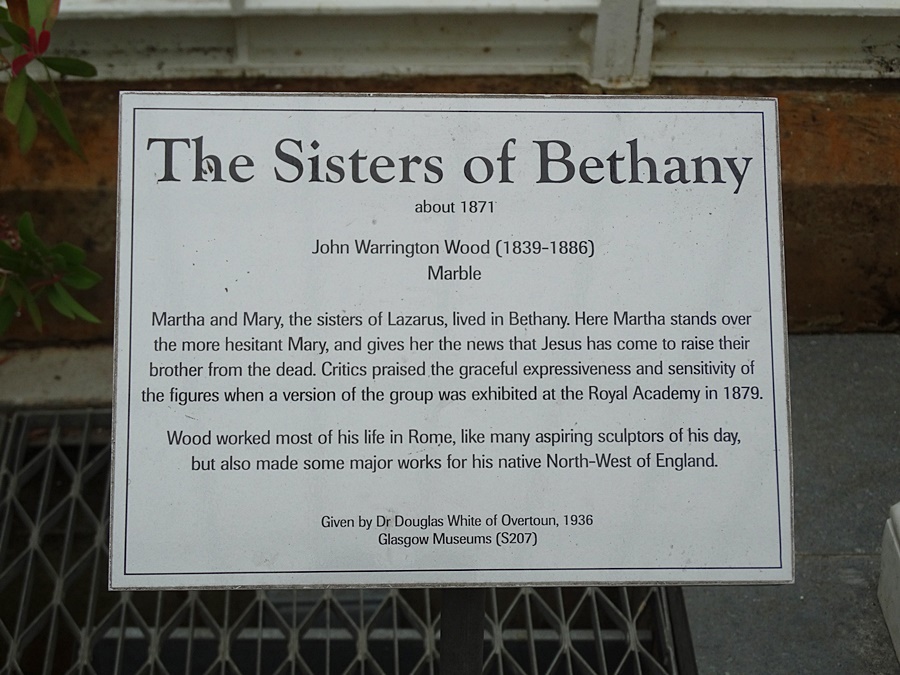 The Sisters of Bethany
about 1871
John Warrington Wood (1839-1886)
Marble
Martha and Mary, the sisters of Lazarus, lived in Bethany. Here Martha stands over
the more hesitant Mary, and gives her the news that Jesus has come to raise their
brother from the dead. Critics praised the graceful expressiveness and sensitivity of
the figures when a version of the group was exhibited at the Royal Academy in 1879.
Wood worked most of his life in Rome, like many aspiring sculptors of his day,
but also made some major works for his native North-West of England.
Given by Dr Douglas White of Overtoun, 1936
Glasgow Museums (S207)